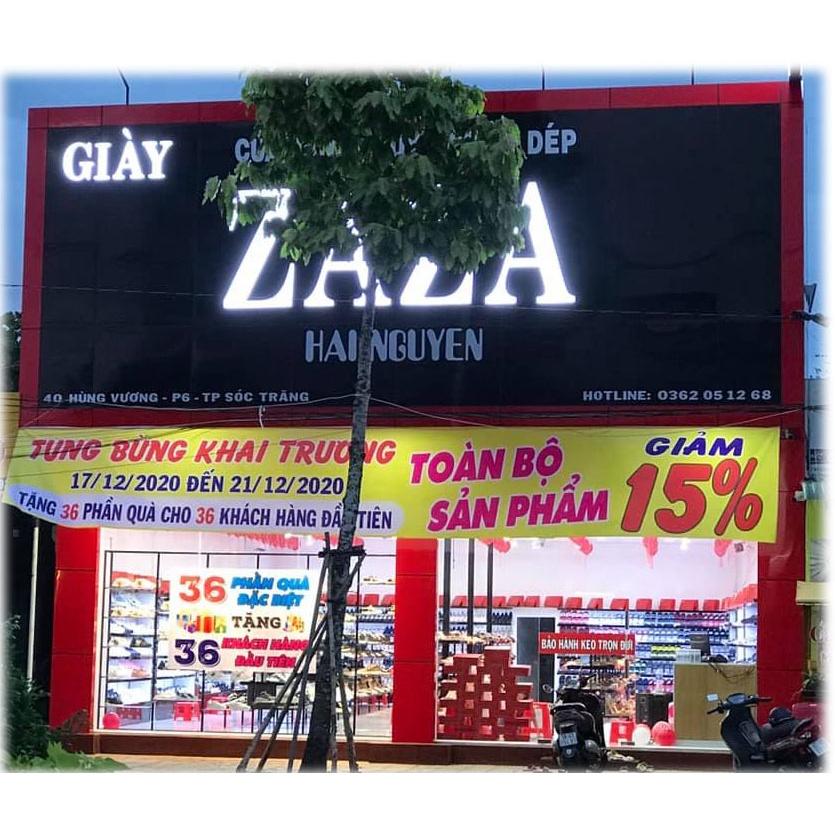 GIÀY
DÉP
ZAZA
HAI NGUYEN
40 HÙNG VƯƠNG - P6 - TP SÓC TRĂNG
HOTLINE: 0362 05 12 68
TƯNG BỪNG KHAI TRƯƠNG
17/12/2020 ĐẾN 21/12/2020
TẶNG 36 PHẦN QUÀ CHO 36 KHÁCH HÀNG ĐẦU TIÊN
TOÀN BỘ
SẢN PHẨM
GIẢM
15%
36 PHẦN QUÀ
ĐẶC BIỆT
TẶNG
36 KHÁCH HÀNG
ĐẦU TIÊN
BẢO HÀNH KEO TRỌN ĐỜI